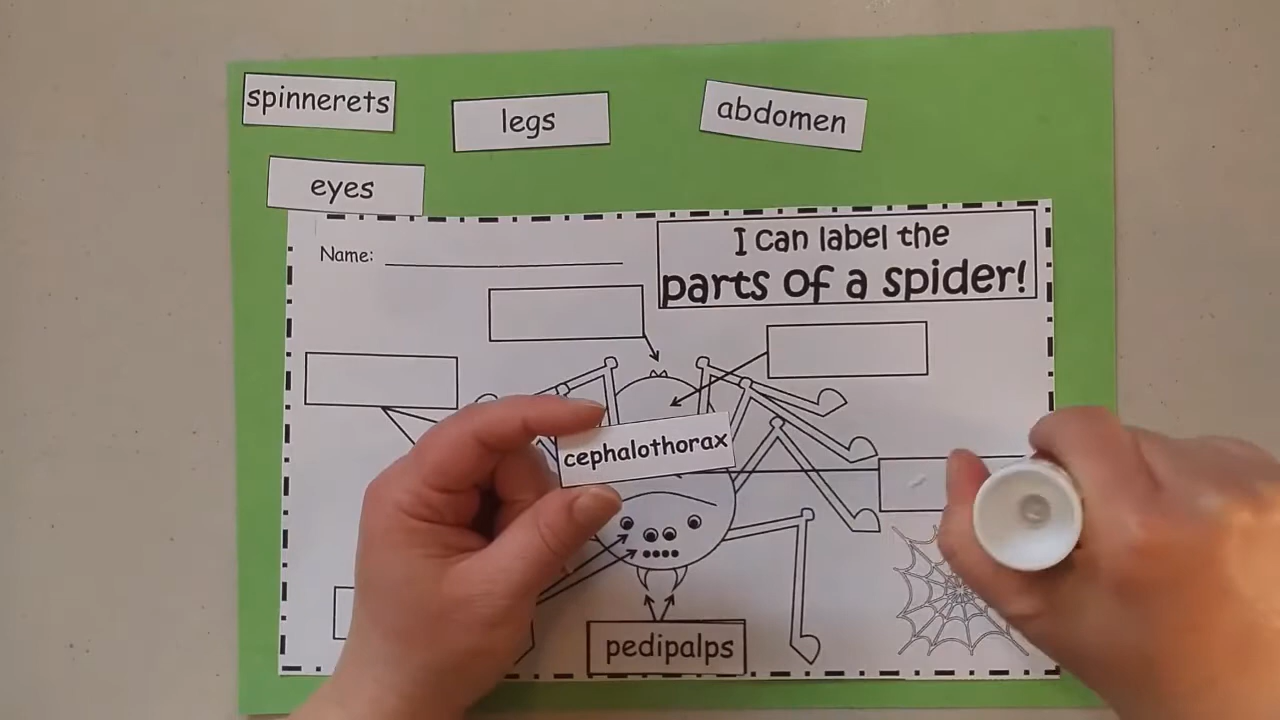 spinnerets
legs
abdomen
eyes
Name:
I can label the
parts of a spider!
cephalothorax
pedipalps